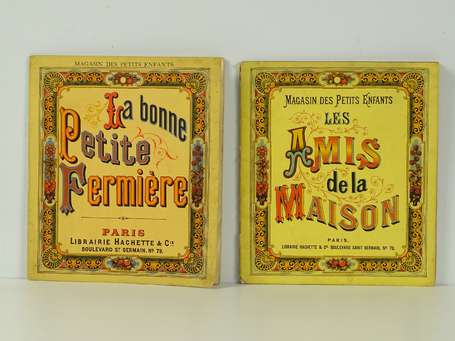 MAGASIN DES PETITS ENFANTS
La bonne
Petite
Fermière
PARIS
LIBRAIRIE HACHETTE & Cie
BOULEVARD ST GERMAIN, No 79.
MAGASIN DES PETITS ENFANTS
LES
AMIS
de la
MAISON
PARIS,
LIBRAIRIE HACHETTE & Co BOULEVARD SAINT GERMAIN, No 79.